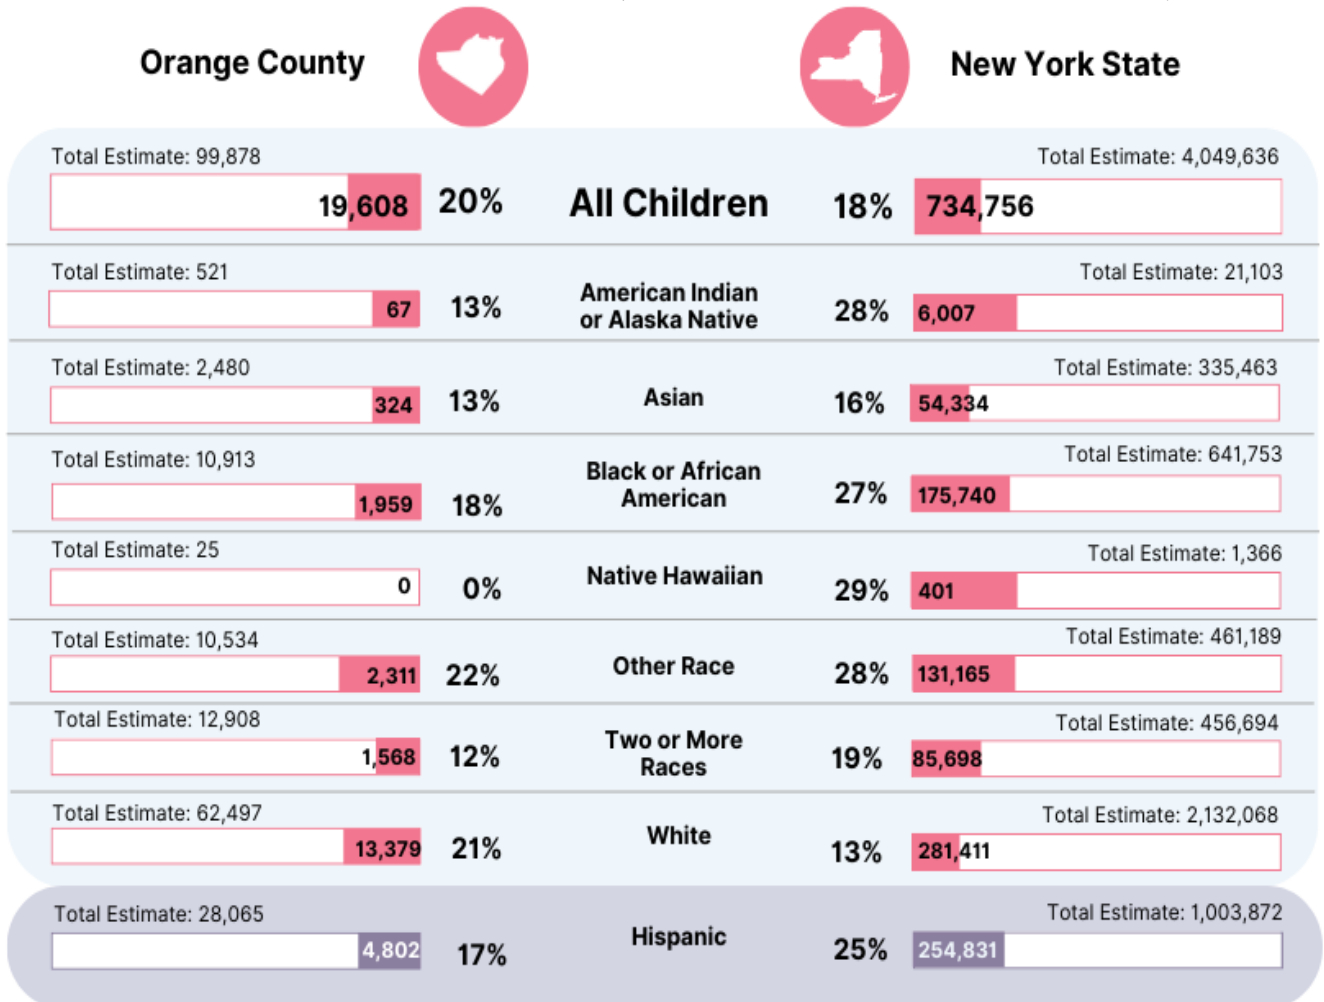 Orange County
New York State
Total Estimate: 99,878
Total Estimate: 4,049,636
19,608 20% All Children 18% 734,756
Total Estimate: 521
Total Estimate: 21,103
67 13% American Indian
or Alaska Native 28% 6,007
Total Estimate: 2,480
Total Estimate: 335,463
324 13% Asian 16% 54,334
Total Estimate: 10,913
Total Estimate: 641,753
1,959 18% Black or African
American 27% 175,740
Total Estimate: 25
Total Estimate: 1,366
0 0% Native Hawaiian 29% 401
Total Estimate: 10,534
Total Estimate: 461,189
2,311 22% Other Race 28% 131,165
Total Estimate: 12,908
Total Estimate: 456,694
1,568 12% Two or More
Races 19% 85,698
Total Estimate: 62,497
Total Estimate: 2,132,068
13,379 21% White 13% 281,411
Total Estimate: 28,065
Total Estimate: 1,003,872
4,802 17% Hispanic 25% 254,831